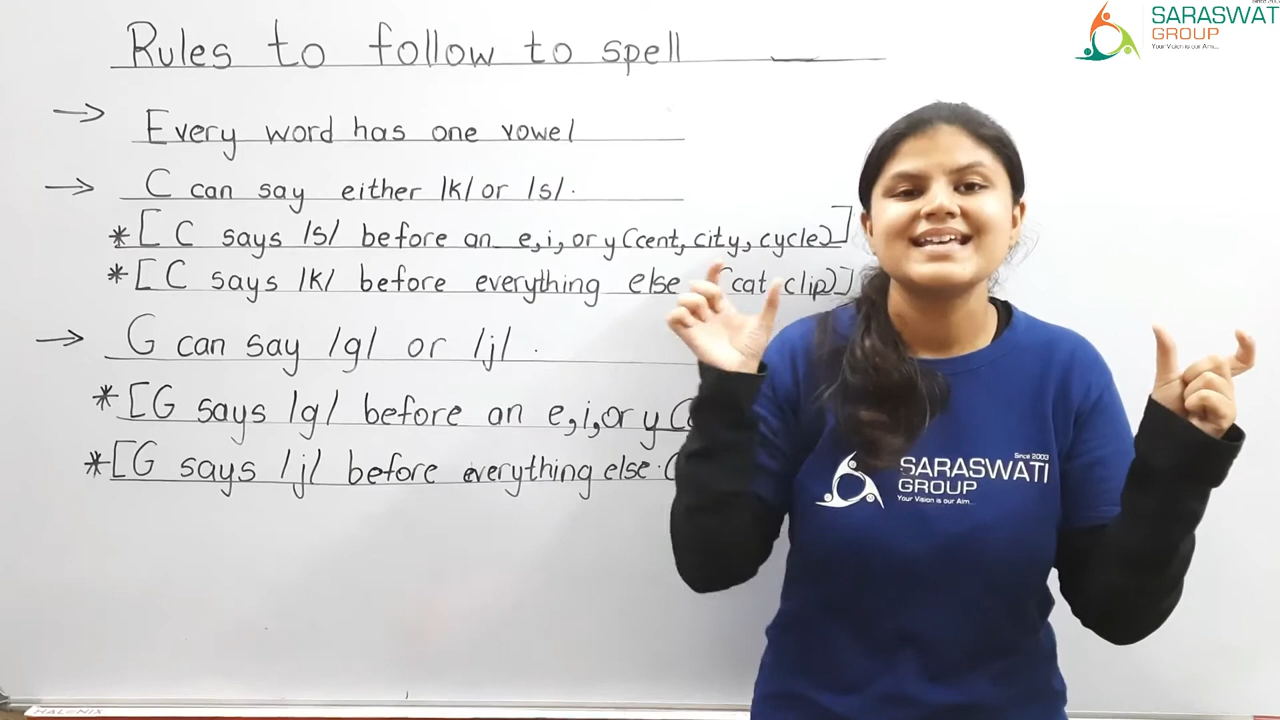 Rules to follow to spell
→ Every word has one vowel
→ C can say either /k/ or /s/.
*[ C says /s/ before an e, i, or y (cent, city, cycle)]
*[ C says /k/ before everything else (cat clip)]
→ G can say /g/ or /j/.
*[G says /g/ before an e, i, or y (
*[G says /j/ before everything else. (
SARASWAT
GROUP
Your Vision is our Aim...
Since 2003
SARASWATI
GROUP
Your Vision is our Aim...
HALONIX